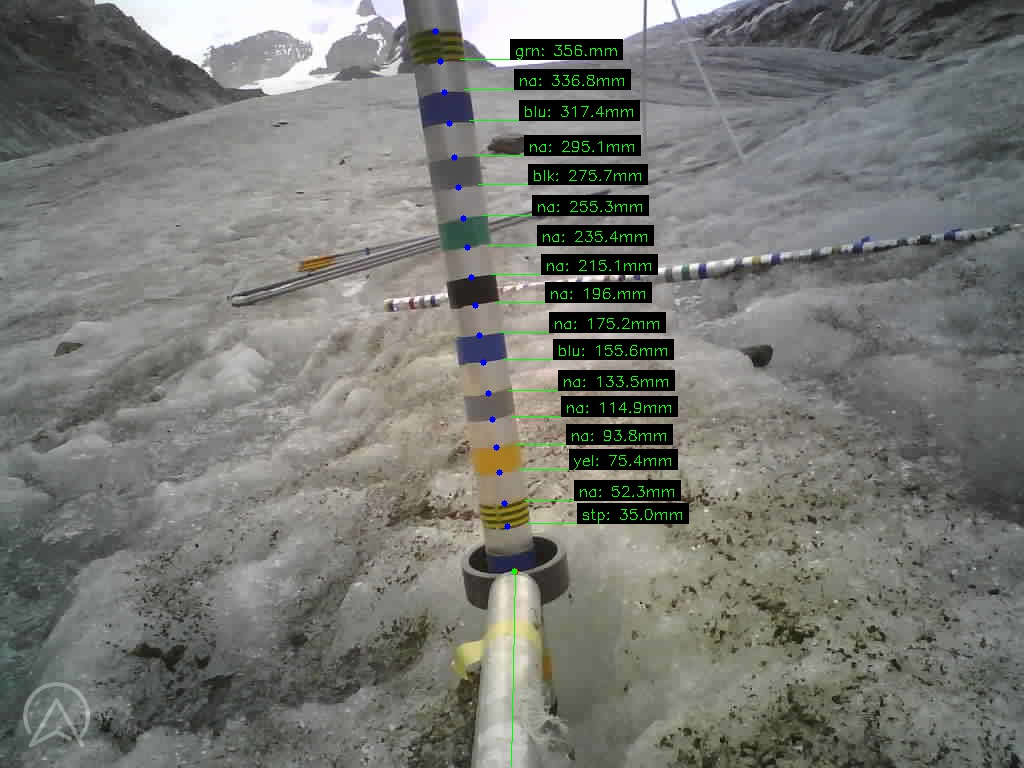 grn: 356.mm
na: 336.8mm
blu: 317.4mm
na: 295.1mm
blk: 275.7mm
na: 255.3mm
na: 235.4mm
na: 215.1mm
na: 196.mm
na: 175.2mm
blu: 155.6mm
na: 133.5mm
na: 114.9mm
na: 93.8mm
yel: 75.4mm
na: 52.3mm
stp: 35.0mm